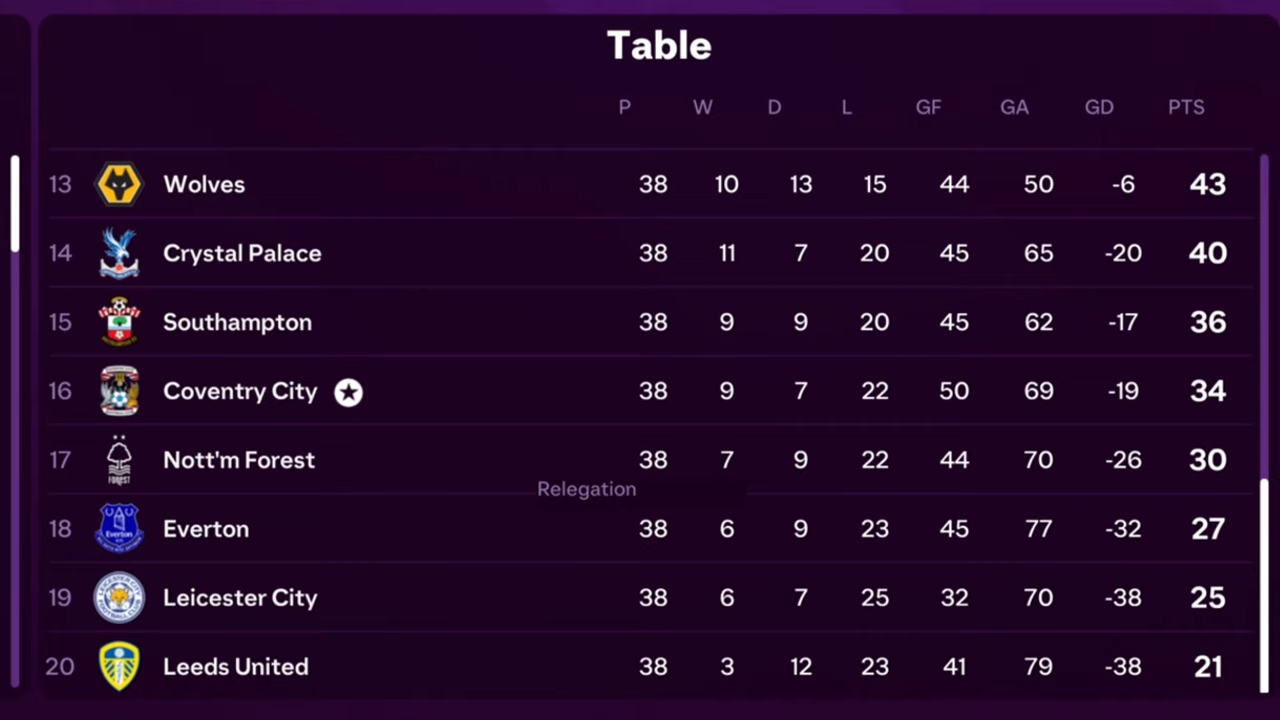 Table
P W D L GF GA GD PTS
13 Wolves 38 10 13 15 44 50 -6 43
14 Crystal Palace 38 11 7 20 45 65 -20 40
15 Southampton 38 9 9 20 45 62 -17 36
16 Coventry City 38 9 7 22 50 69 -19 34
17 Nott'm Forest 38 7 9 22 44 70 -26 30
Relegation
18 Everton 38 6 9 23 45 77 -32 27
19 Leicester City 38 6 7 25 32 70 -38 25
20 Leeds United 38 3 12 23 41 79 -38 21